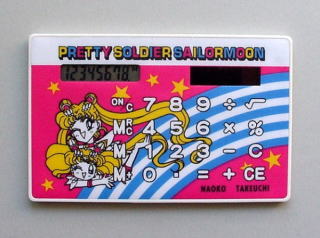 PRETTY SOLDIER SAILORMOON
12345678.
ON/C 7 8 9 ÷ √
MRC 4 5 6 × %
M- 1 2 3 - C
M+ 0 · = + CE
NAOKO TAKEUCHI